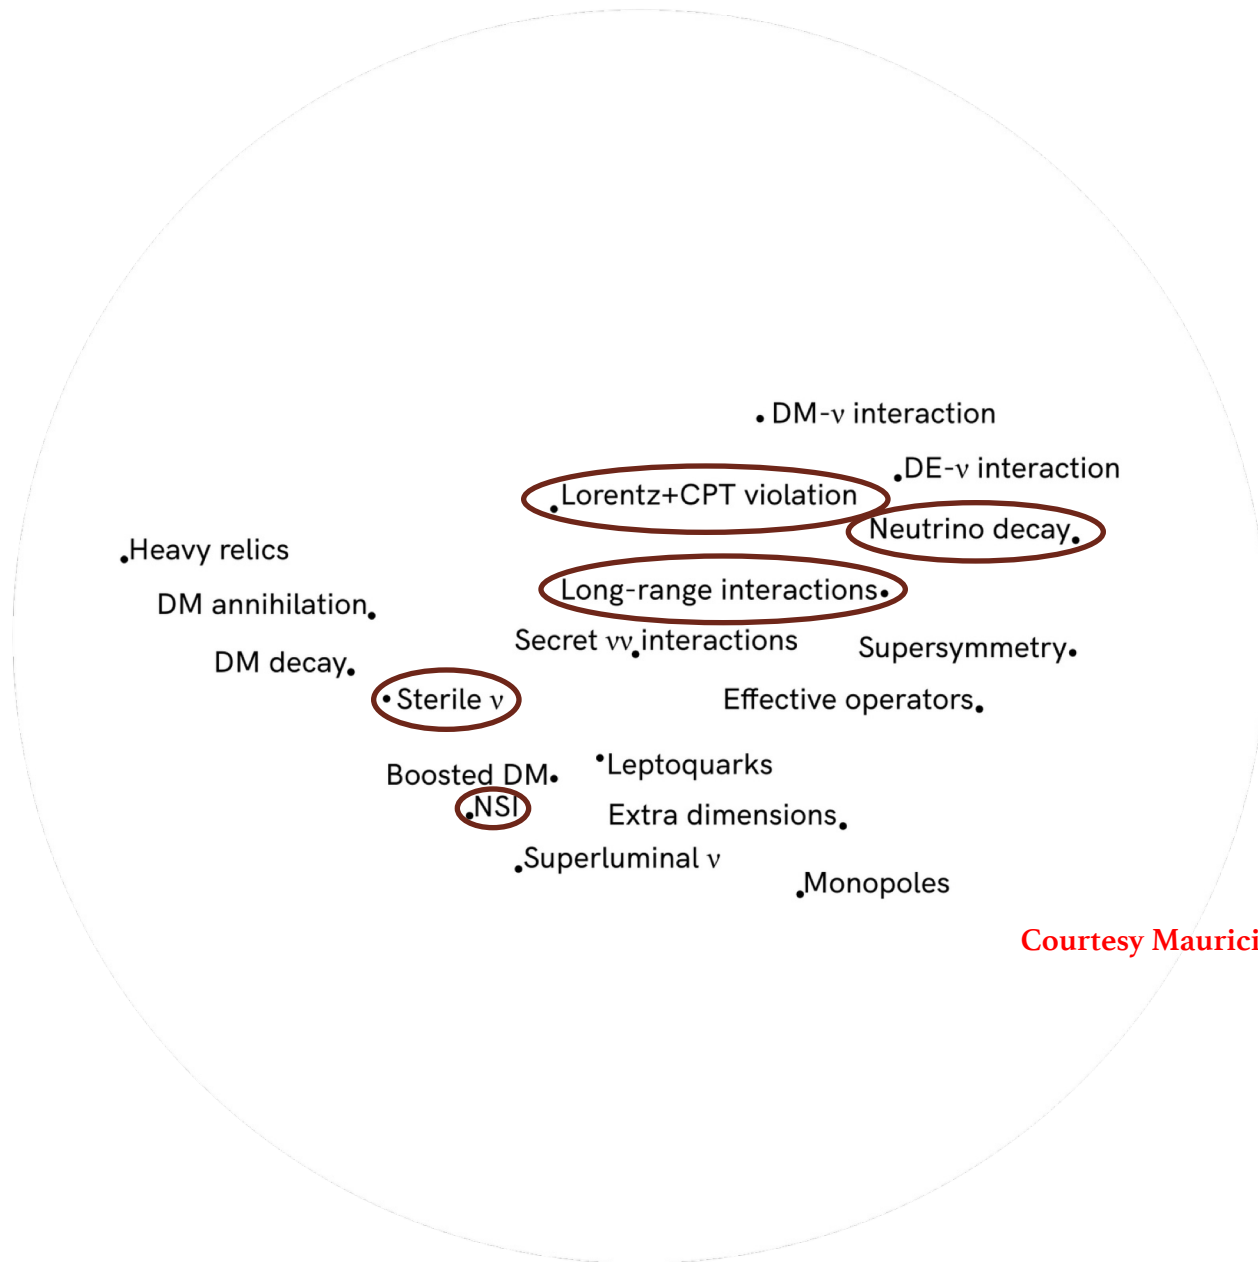 DM-ν interaction
DE-ν interaction
Lorentz+CPT violation
Neutrino decay
Heavy relics
Long-range interactions
DM annihilation
Secret νν interactions
Supersymmetry
DM decay
Sterile ν
Effective operators
Leptoquarks
Boosted DM
NSI
Extra dimensions
Superluminal ν
Monopoles
Courtesy Maurici